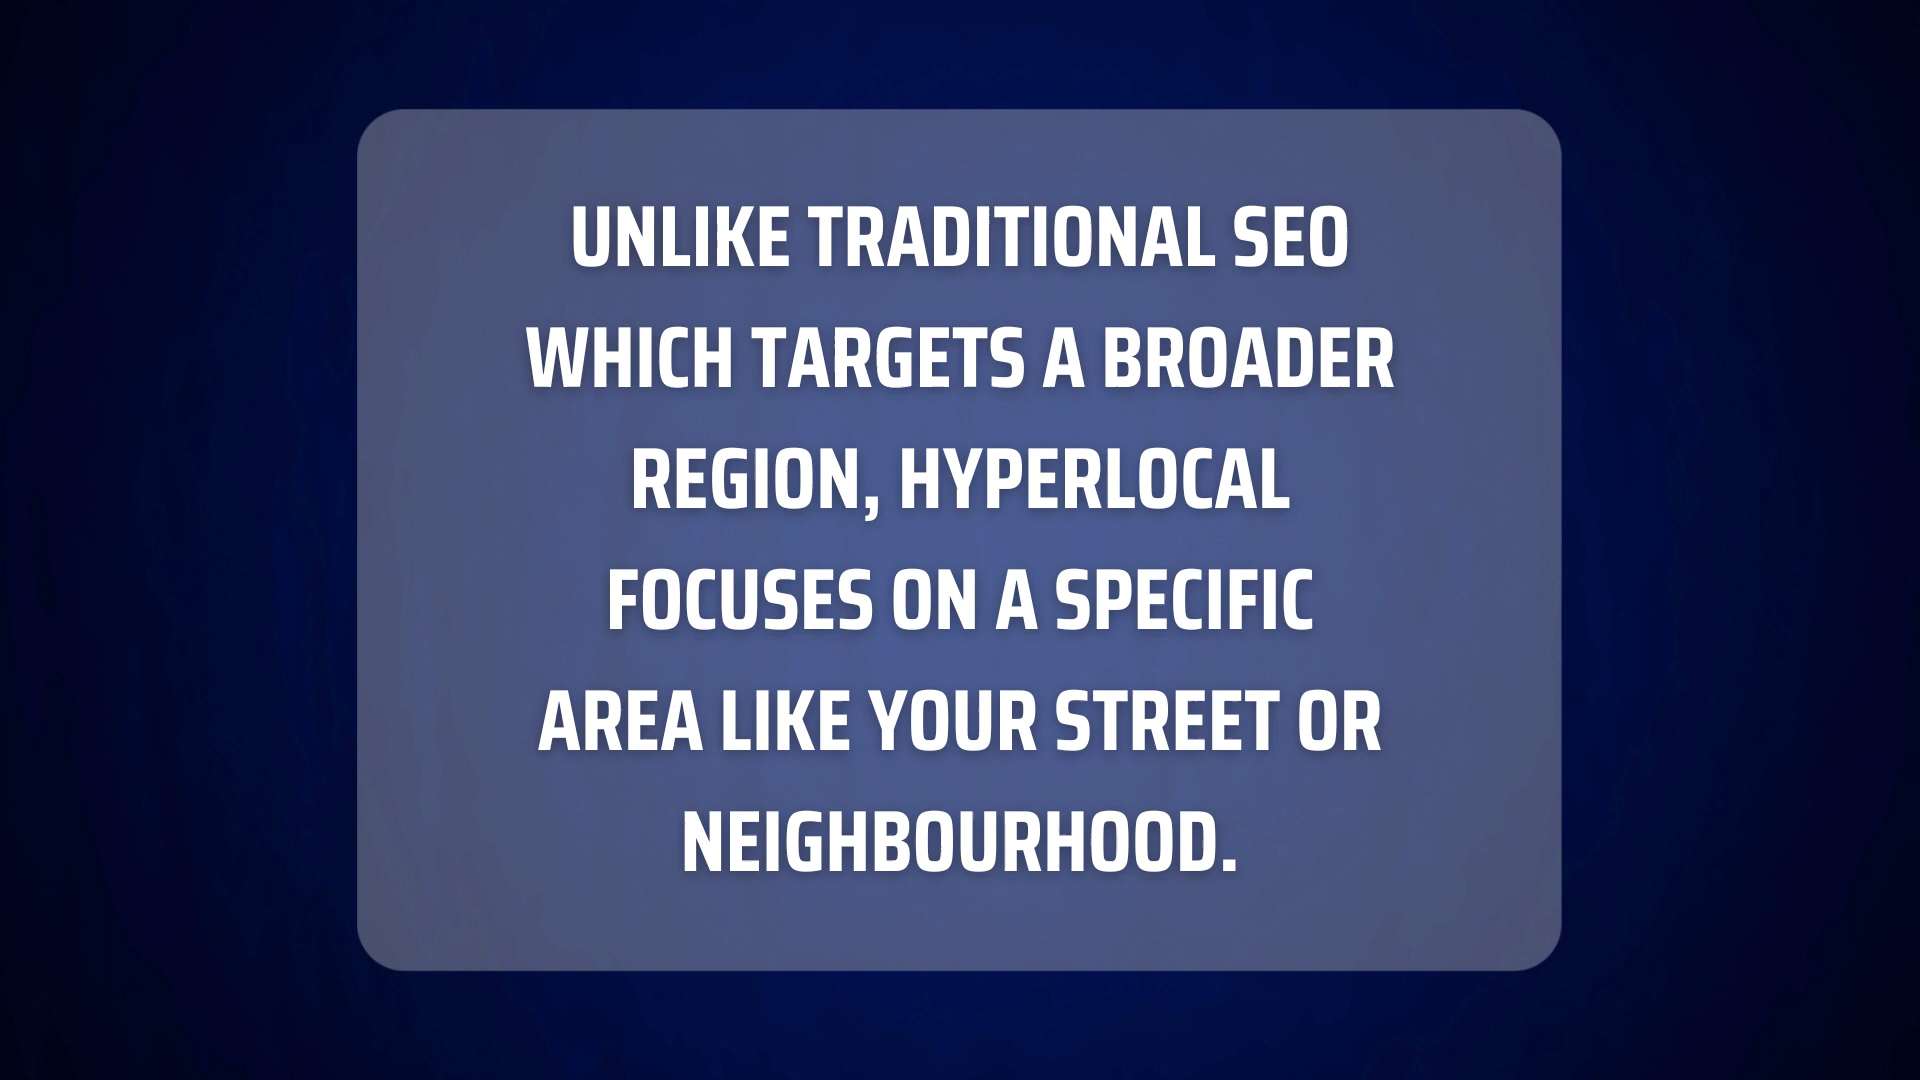 UNLIKE TRADITIONAL SEO
WHICH TARGETS A BROADER
REGION, HYPERLOCAL
FOCUSES ON A SPECIFIC
AREA LIKE YOUR STREET OR
NEIGHBOURHOOD.